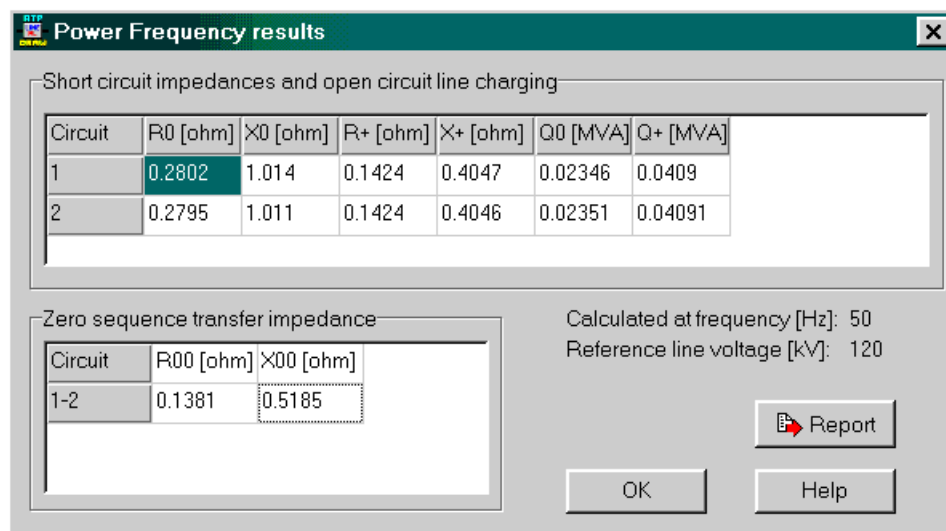 ATP
DRAW
Power Frequency results
Short circuit impedances and open circuit line charging
Circuit R0 [ohm] X0 [ohm] R+ [ohm] X+ [ohm] Q0 [MVA] Q+ [MVA]
1 0.2802 1.014 0.1424 0.4047 0.02346 0.0409
2 0.2795 1.011 0.1424 0.4046 0.02351 0.04091
Zero sequence transfer impedance
Circuit R00 [ohm] X00 [ohm]
1-2 0.1381 0.5185
Calculated at frequency [Hz]: 50
Reference line voltage [kV]: 120
Report
OK Help